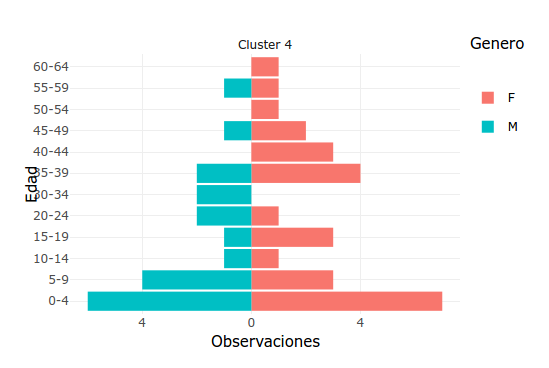 Cluster 4
Genero
F
M
Edad
60-64
55-59
50-54
45-49
40-44
35-39
30-34
20-24
15-19
10-14
5-9
0-4
4 0 4
Observaciones